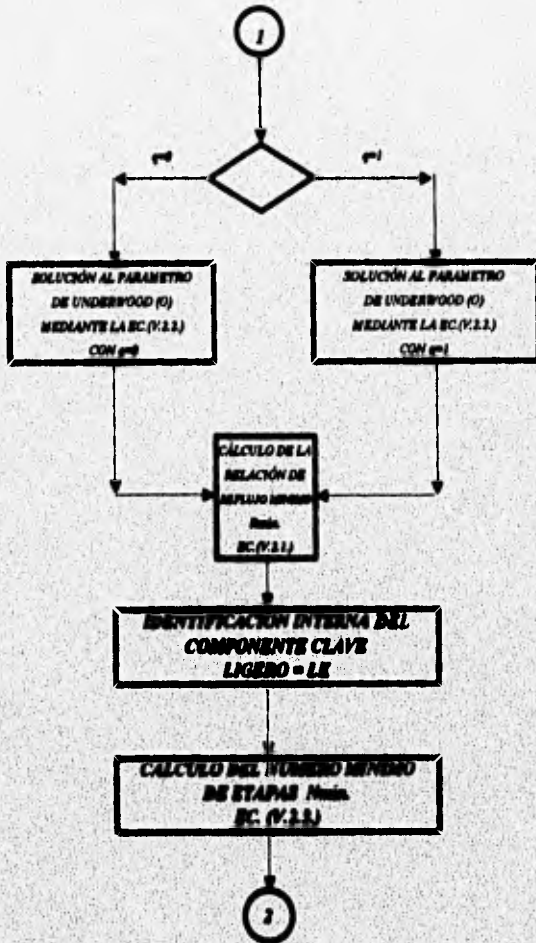 1
q=0
q=1
SOLUCIÓN AL PARAMETRO
DE UNDERWOOD (O)
MEDIANTE LA EC.(V.2.2.)
CON q=0
SOLUCIÓN AL PARAMETRO
DE UNDERWOOD (O)
MEDIANTE LA EC.(V.2.2.)
CON q=1
CÁLCULO DE LA
RELACIÓN DE
REFLUJO MINIMO
Rmin.
EC.(V.2.1.)
IDENTIFICACION INTERNA DEL
COMPONENTE CLAVE
LIGERO = LK
CALCULO DEL NUMERO MINIMO
DE ETAPAS Nmin.
EC. (V.2.3.)
2